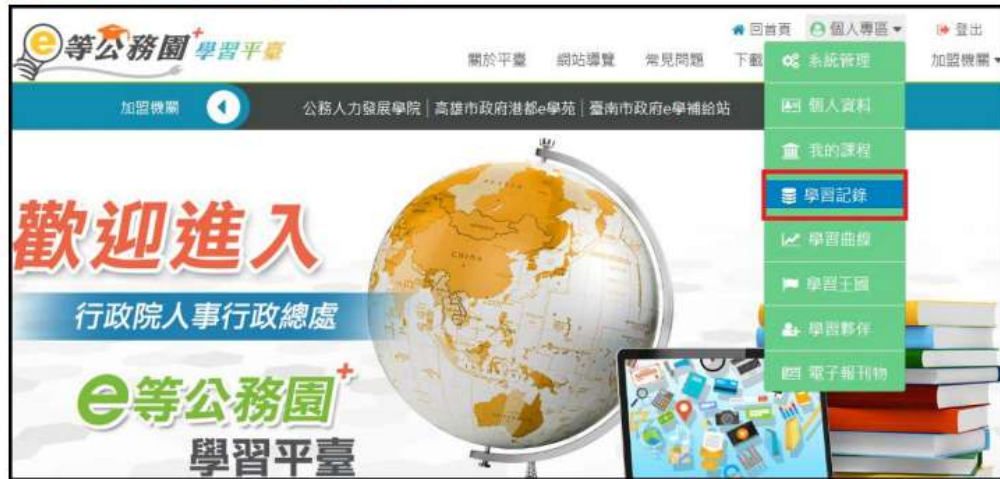 e等公務園+學習平臺
回首頁 個人專區 登出
關於平臺 網站導覽 常見問題 下載 加盟機關
加盟機關 公務人力發展學院 | 高雄市政府港都e學苑 | 臺南市政府e學補給站
系統管理
個人資料
我的課程
學習記錄
學習曲線
學習王國
學習夥伴
電子報刊物
歡迎進入
行政院人事行政總處
e等公務園+
學習平臺
CHINA